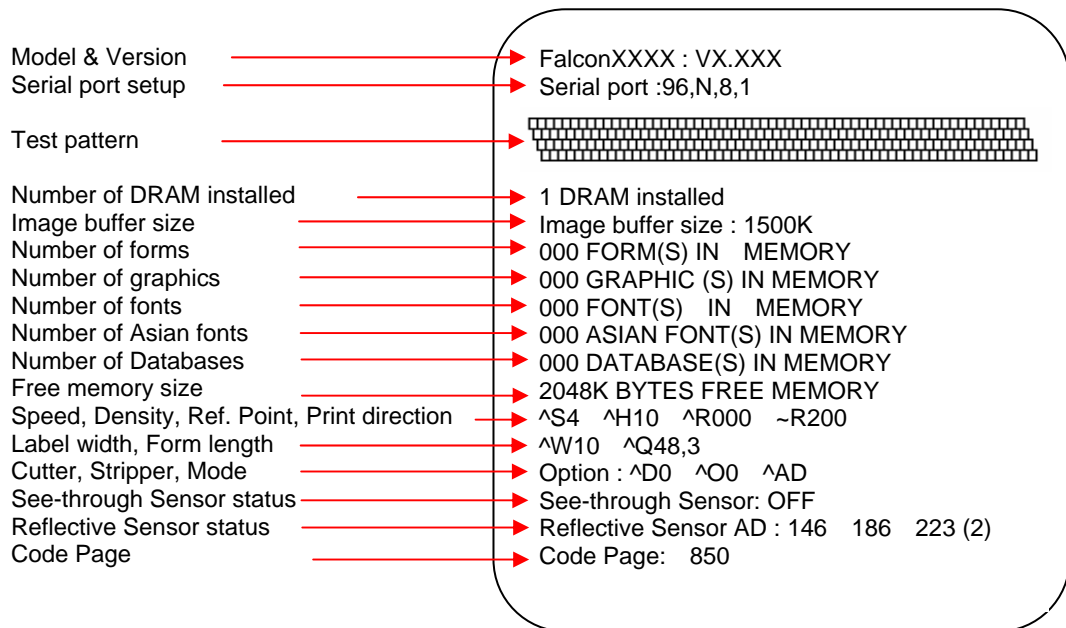 Model & Version FalconXXXX : VX.XXX
Serial port setup Serial port :96,N,8,1
Test pattern
Number of DRAM installed 1 DRAM installed
Image buffer size Image buffer size : 1500K
Number of forms 000 FORM(S) IN MEMORY
Number of graphics 000 GRAPHIC (S) IN MEMORY
Number of fonts 000 FONT(S) IN MEMORY
Number of Asian fonts 000 ASIAN FONT(S) IN MEMORY
Number of Databases 000 DATABASE(S) IN MEMORY
Free memory size 2048K BYTES FREE MEMORY
Speed, Density, Ref. Point, Print direction ^S4 ^H10 ^R000 ~R200
Label width, Form length ^W10 ^Q48,3
Cutter, Stripper, Mode Option : ^D0 ^O0 ^AD
See-through Sensor status See-through Sensor: OFF
Reflective Sensor status Reflective Sensor AD : 146 186 223 (2)
Code Page Code Page: 850